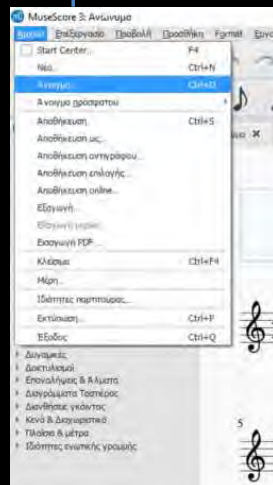 MuseScore 3: Ανώνυμο
Αρχείο Επεξεργασία Προβολή Προσθήκη Format Εργα
Start Center... F4
Νέο... Ctrl+N
Άνοιγμα... Ctrl+O
Άνοιγμα πρόσφατου
Αποθήκευση Ctrl+S
Αποθήκευση ως...
Αποθήκευση αντιγράφου...
Αποθήκευση επιλογής...
Αποθήκευση online...
Εξαγωγή...
Εισαγωγή PDF...
Κλείσιμο Ctrl+F4
Μέρη...
Ιδιότητες παρτιτούρας...
Εκτύπωση... Ctrl+P
Έξοδος Ctrl+Q
Δυναμικές
Δακτυλισμοί
Επαναλήψεις & Άλματα
Διαγράμματα Ταστιέρας
Κενά & Διαχωριστικά
Πλαίσια & μέτρα
Ιδιότητες ενωτικής γραμμής
5